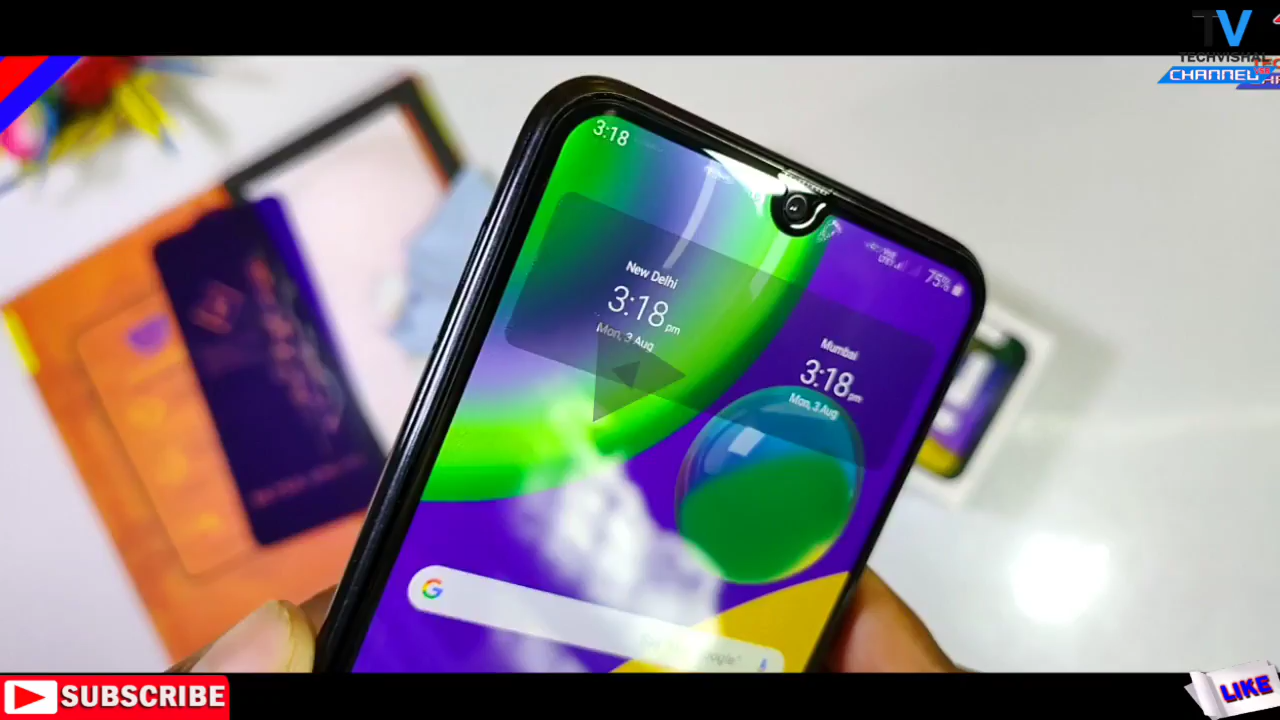 TV
TECHVISHAL
CHANNEL
3:18
75%
New Delhi
3:18 pm
Mon, 3 Aug
Mumbai
3:18 pm
Mon, 3 Aug
G
SUBSCRIBE
LIKE